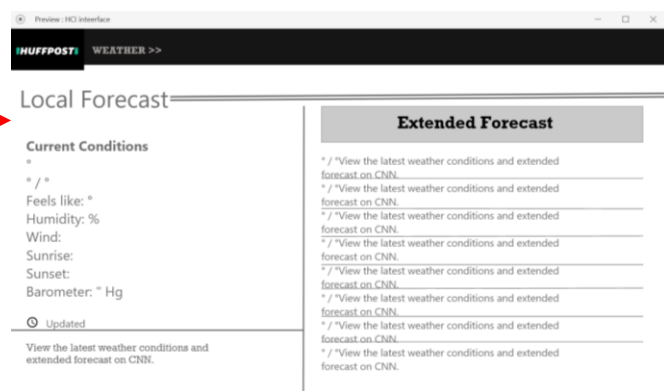 Preview : HCI inteerface
HUFFPOST
WEATHER >>
Local Forecast
Current Conditions
°
° / °
Feels like: °
Humidity: %
Wind:
Sunrise:
Sunset:
Barometer: " Hg
Updated
View the latest weather conditions and
extended forecast on CNN.
Extended Forecast
° / °View the latest weather conditions and extended
forecast on CNN.
° / °View the latest weather conditions and extended
forecast on CNN.
° / °View the latest weather conditions and extended
forecast on CNN.
° / °View the latest weather conditions and extended
forecast on CNN.
° / °View the latest weather conditions and extended
forecast on CNN.
° / °View the latest weather conditions and extended
forecast on CNN.
° / °View the latest weather conditions and extended
forecast on CNN.
° / °View the latest weather conditions and extended
forecast on CNN.